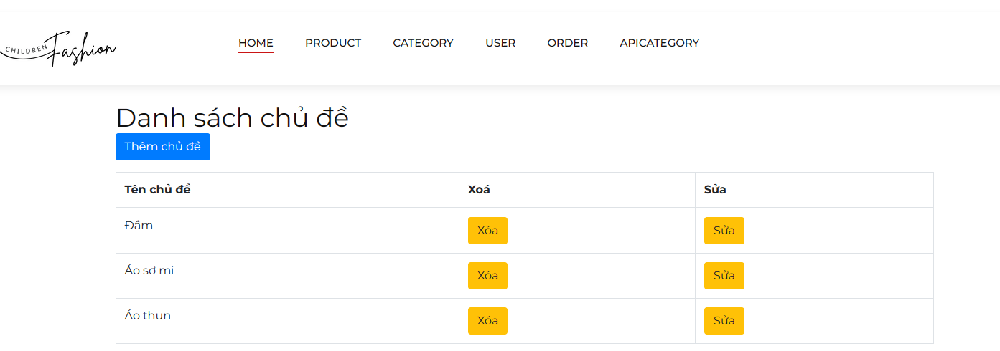 CHILDREN Fashion
HOME PRODUCT CATEGORY USER ORDER APICATEGORY
Danh sách chủ đề
Thêm chủ đề
Tên chủ đề Xoá Sửa
Đầm Xóa Sửa
Áo sơ mi Xóa Sửa
Áo thun Xóa Sửa